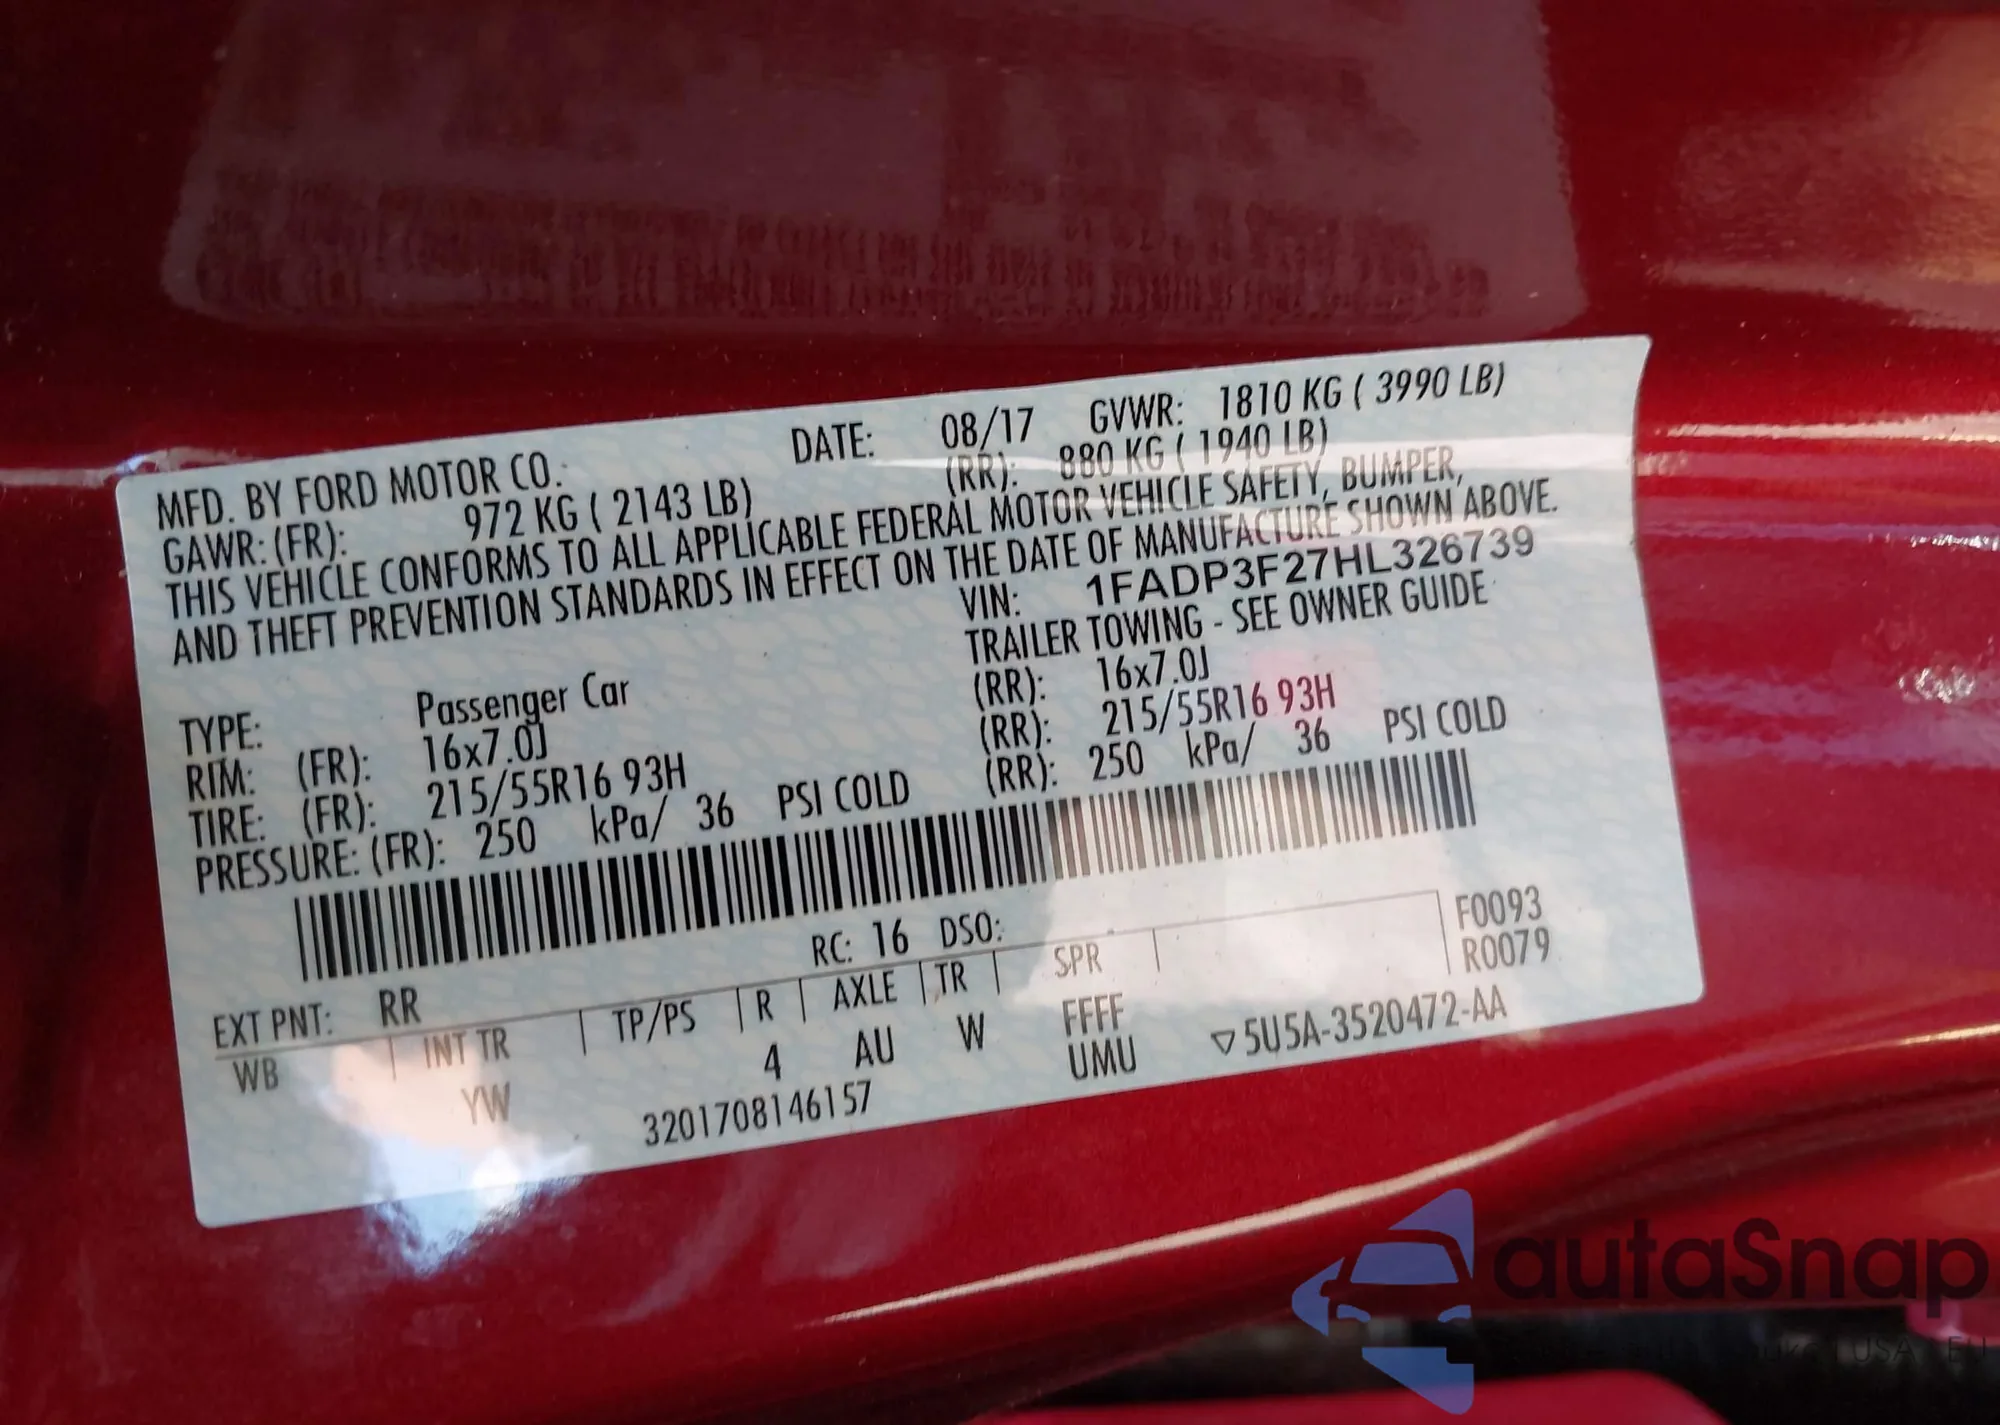 MFD. BY FORD MOTOR CO. DATE: 08/17 GVWR: 1810 KG ( 3990 LB)
GAWR: (FR): 972 KG ( 2143 LB) (RR): 880 KG ( 1940 LB)
THIS VEHICLE CONFORMS TO ALL APPLICABLE FEDERAL MOTOR VEHICLE SAFETY, BUMPER,
AND THEFT PREVENTION STANDARDS IN EFFECT ON THE DATE OF MANUFACTURE SHOWN ABOVE.
VIN: 1FADP3F27HL326739
TRAILER TOWING - SEE OWNER GUIDE
TYPE: Passenger Car
RIM: (FR): 16x7.0J (RR): 16x7.0J
TIRE: (FR): 215/55R16 93H (RR): 215/55R16 93H
PRESSURE: (FR): 250 kPa/ 36 PSI COLD (RR): 250 kPa/ 36 PSI COLD
F0093
EXT PNT: RR RC: 16 DSO: R0079
WB INT TR TP/PS R AXLE TR SPR
YW 4 AU W FFFF ▽5U5A-3520472-AA
3201708146157 UMU
autaSnap
USA EU